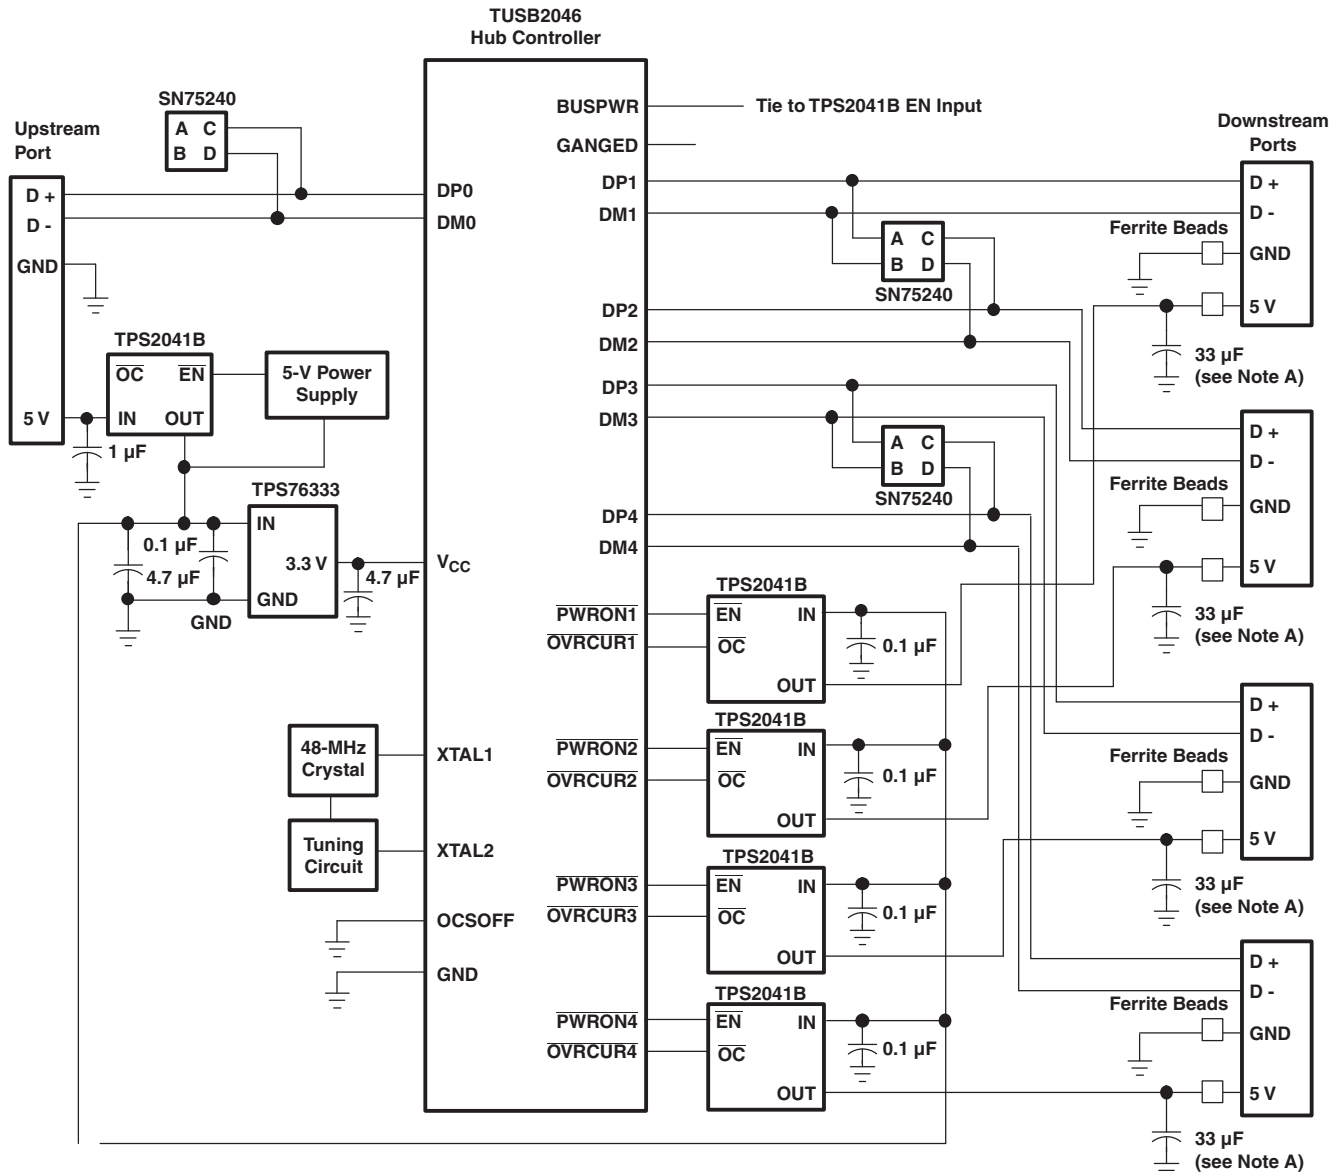 TUSB2046
Hub Controller
SN75240
A C
B D
Upstream
Port
D +
D -
GND
5 V
DP0
DM0
BUSPWR
Tie to TPS2041B EN Input
GANGED
DP1
DM1
A C
B D
SN75240
DP2
DM2
DP3
DM3
A C
B D
SN75240
DP4
DM4
TPS2041B
OC EN
IN OUT
5-V Power
Supply
1 µF
TPS76333
IN
3.3 V
GND
0.1 µF
4.7 µF
GND
4.7 µF
VCC
48-MHz
Crystal
XTAL1
Tuning
Circuit
XTAL2
OCSOFF
GND
PWRON1
OVRCUR1
TPS2041B
EN IN
OC
OUT
0.1 µF
PWRON2
OVRCUR2
TPS2041B
EN IN
OC
OUT
0.1 µF
PWRON3
OVRCUR3
TPS2041B
EN IN
OC
OUT
0.1 µF
PWRON4
OVRCUR4
TPS2041B
EN IN
OC
OUT
0.1 µF
Downstream
Ports
D +
D -
Ferrite Beads
GND
5 V
33 µF
(see Note A)
D +
D -
Ferrite Beads
GND
5 V
33 µF
(see Note A)
D +
D -
Ferrite Beads
GND
5 V
33 µF
(see Note A)
D +
D -
Ferrite Beads
GND
5 V
33 µF
(see Note A)